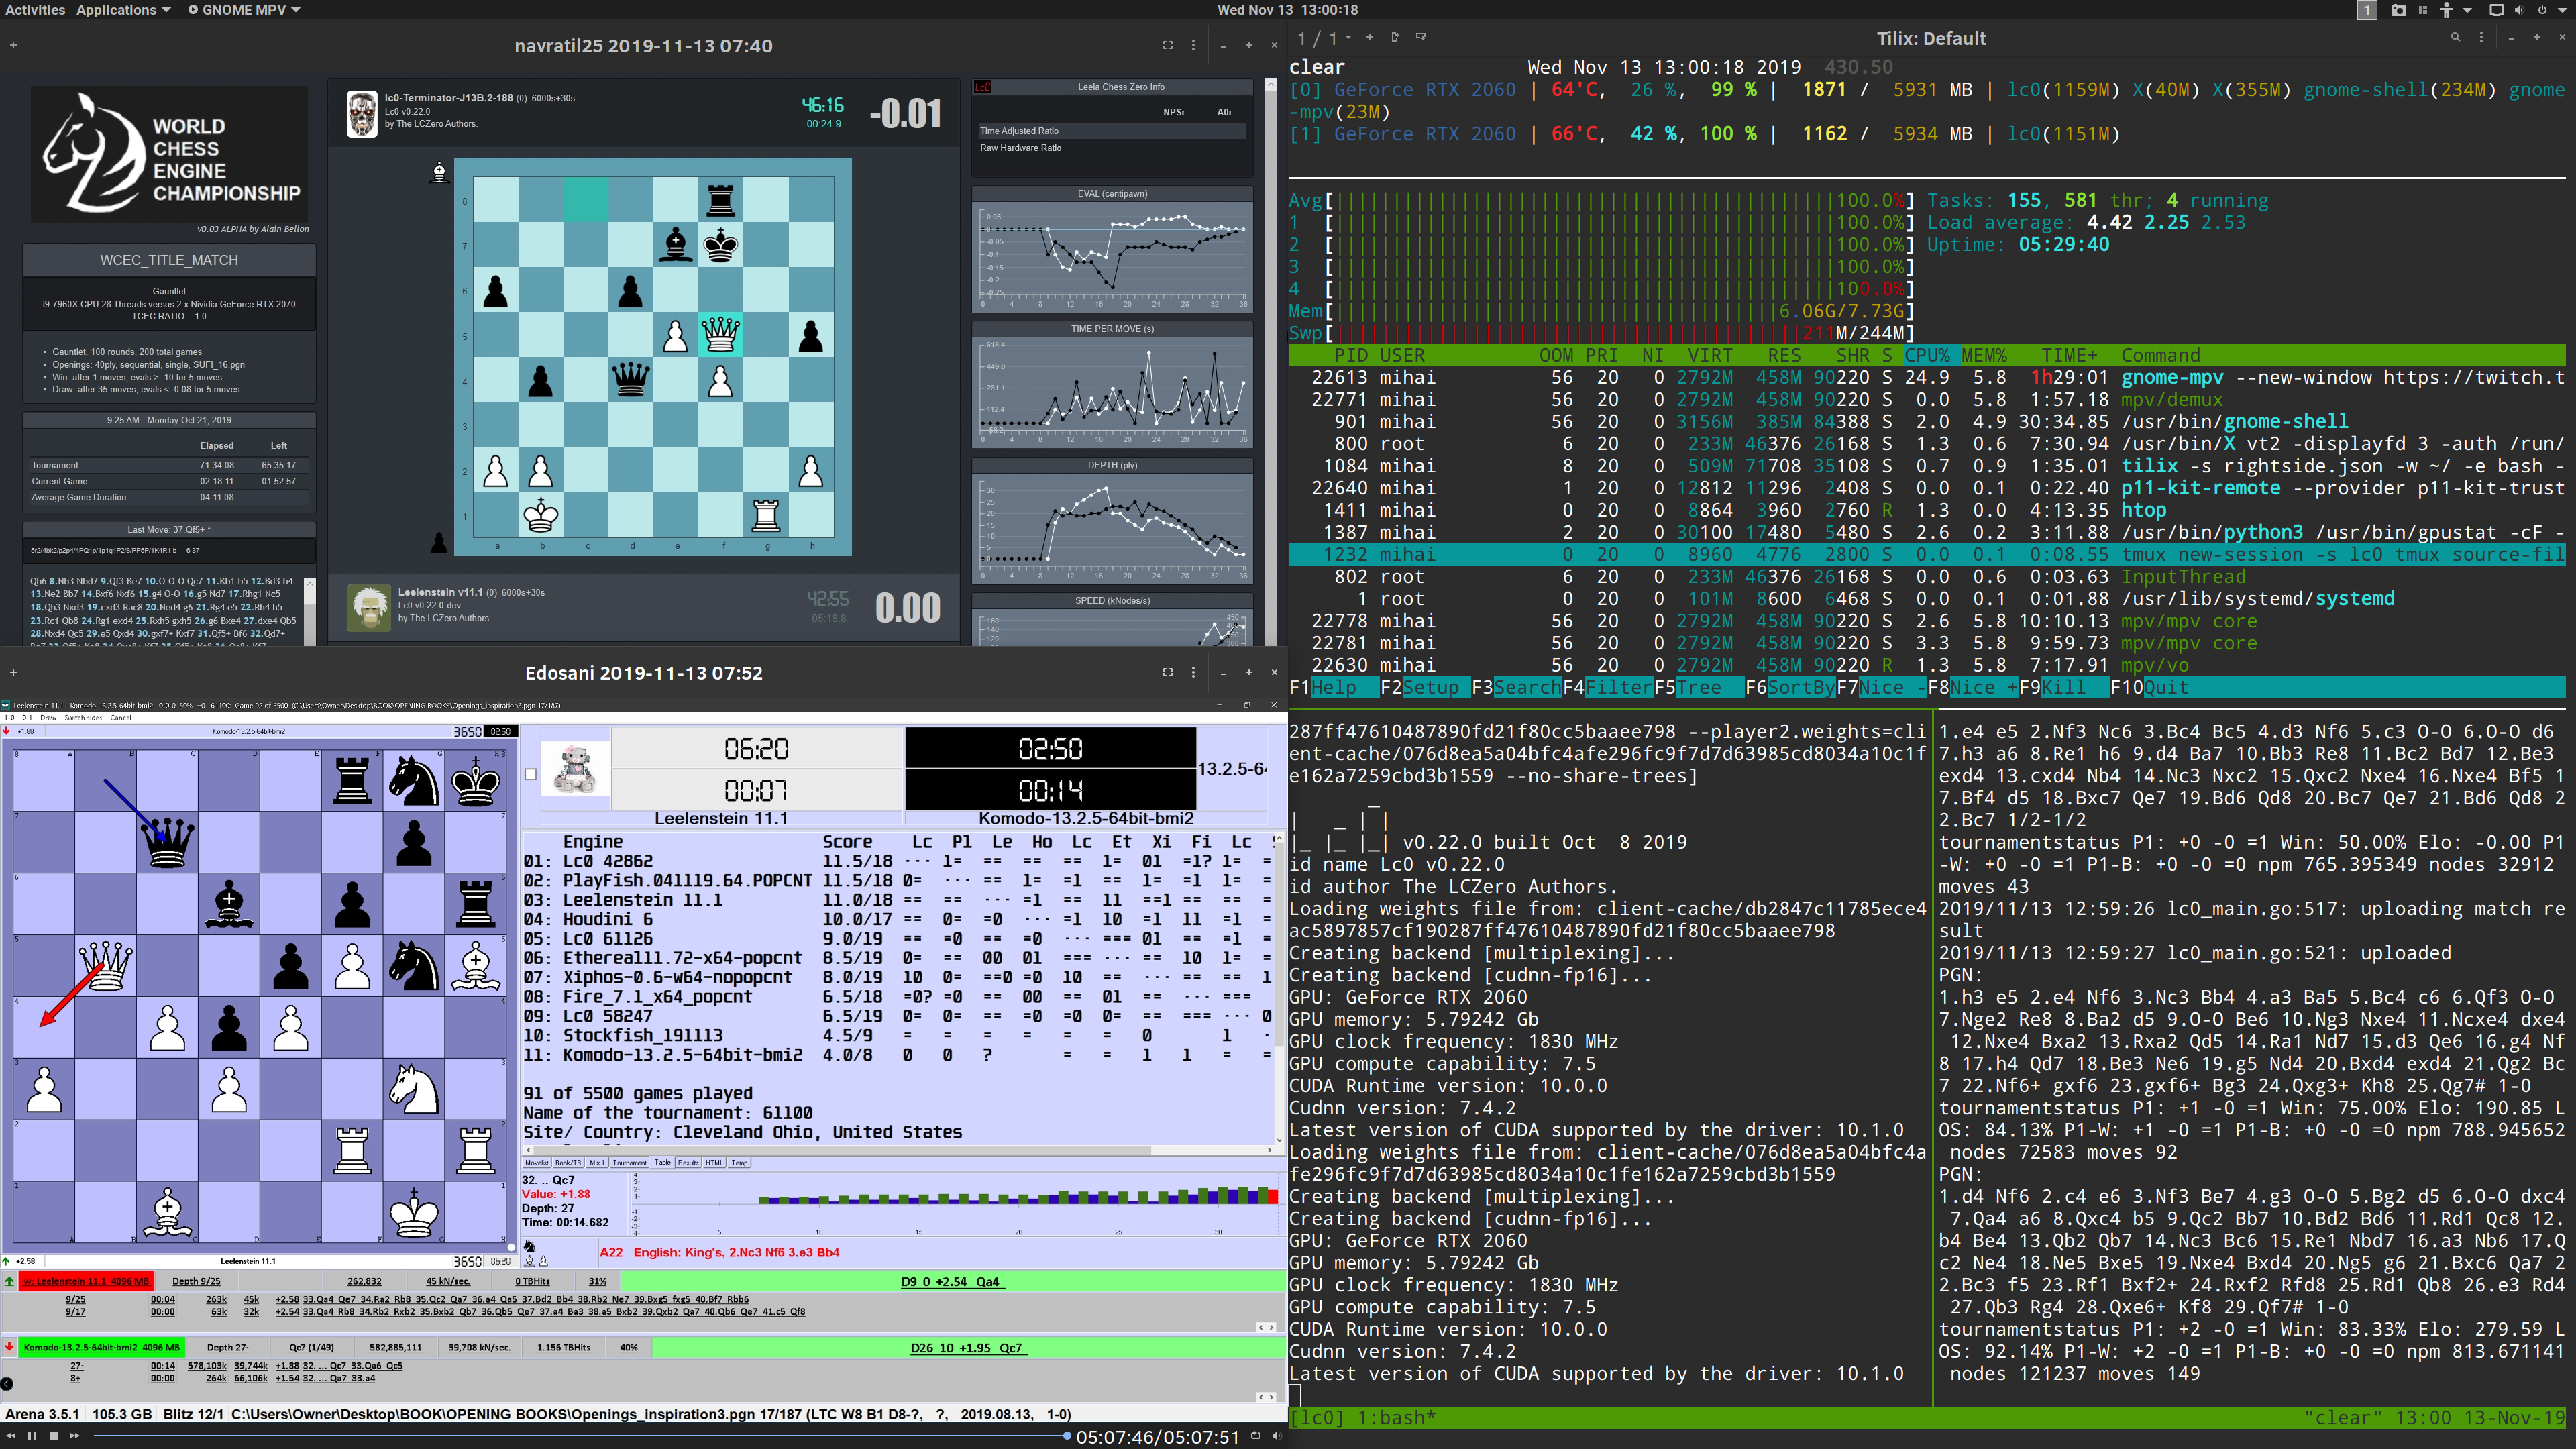 Activities Applications GNOME MPV
Wed Nov 13 13:00:18
1
navratil25 2019-11-13 07:40
WORLD
CHESS
ENGINE
CHAMPIONSHIP
v0.03 ALPHA by Alain Bellon
WCEC_TITLE_MATCH
Gauntlet
i9-7960X CPU 28 Threads versus 2 x Nvidia GeForce RTX 2070
TCEC RATIO = 1.0
• Gauntlet, 100 rounds, 200 total games
• Openings: 40ply, sequential, single, SUFI_16.pgn
• Win: after 1 moves, evals >=10 for 5 moves
• Draw: after 35 moves, evals <=0.08 for 5 moves
9:25 AM - Monday Oct 21, 2019
Elapsed Left
Tournament 71:34:08 65:35:17
Current Game 02:18:11 01:52:57
Average Game Duration 04:11:08
Last Move: 37.Qf5+ *
5r2/4bk2/p2p4/4PQ1p/1p1q1P2/8/PP5P/1K4R1 b - - 6 37
Qb6 8.Nb3 Nbd7 9.Qf3 Be7 10.O-O-O Qc7 11.Kb1 b5 12.Bd3 b4
13.Ne2 Bb7 14.Bxf6 Nxf6 15.g4 O-O 16.g5 Nd7 17.Rhg1 Nc5
18.Qh3 Nxd3 19.cxd3 Rac8 20.Ned4 g6 21.Rg4 e5 22.Rh4 h5
23.Rc1 Qb8 24.Rg1 exd4 25.Rxh5 gxh5 26.g6 Bxe4 27.dxe4 Qb5
28.Nxd4 Qc5 29.e5 Qxd4 30.gxf7+ Kxf7 31.Qf5+ Bf6 32.Qd7+
lc0-Terminator-J13B.2-188 (0) 6000s+30s
Lc0 v0.22.0
by The LCZero Authors.
46:16
00:24.9
-0.01
8
7
6
5
4
3
2
1
a b c d e f g h
Leelenstein v11.1 (0) 6000s+30s
Lc0 v0.22.0-dev
by The LCZero Authors.
42:55
05:18.8
0.00
Lc0 Leela Chess Zero Info
NPSr A0r
Time Adjusted Ratio
Raw Hardware Ratio
EVAL (centipawn)
TIME PER MOVE (s)
DEPTH (ply)
SPEED (kNodes/s)
Edosani 2019-11-13 07:52
Leelenstein 11.1 - Komodo-13.2.5-64bit-bmi2 0-0-0 50% ±0 61100: Game 92 of 5500 (C:\Users\Owner\Desktop\BOOK\OPENING BOOKS\Openings_inspiration3.pgn 17/187)
1-0 0-1 Draw Switch sides Cancel
+1.88 Komodo-13.2.5-64bit-bmi2 3650 02:50
06:20 02:50 13.2.5-64
00:07 00:14
Leelenstein 11.1 Komodo-13.2.5-64bit-bmi2
Engine Score Lc Pl Le Ho Lc Et Xi Fi Lc
01: Lc0 42862 11.5/18 ··· 1= == == == 1= 01 =1? 1= =
02: PlayFish.041119.64.POPCNT 11.5/18 0= ··· == 1= =1 == 1= =1 1= =
03: Leelenstein 11.1 11.0/18 == == ··· =1 == 11 ==1 == == =
04: Houdini 6 10.0/17 == 0= =0 ··· =1 10 =1 11 =1 =
05: Lc0 61126 9.0/19 == =0 == =0 ··· === 01 == =1 =
06: Ethereal11.72-x64-popcnt 8.5/19 0= == 00 01 === ··· == 10 1= =
07: Xiphos-0.6-w64-nopopcnt 8.0/19 10 0= ==0 =0 10 == ··· == == 1
08: Fire_7.1_x64_popcnt 6.5/18 =0? =0 == 00 == 01 == ··· ===
09: Lc0 58247 6.5/19 0= 0= == =0 =0 0= == === ··· 0
10: Stockfish_191113 4.5/9 = = = = = = 0 1 ·
11: Komodo-13.2.5-64bit-bmi2 4.0/8 0 0 ? = = 1 1 = =
91 of 5500 games played
Name of the tournament: 61100
Site/ Country: Cleveland Ohio, United States
Movelist Book/TB Mix 1 Tournament Table Results HTML Temp
32. .. Qc7
Value: +1.88
Depth: 27
Time: 00:14.682
5 10 15 20 25 30
A22 English: King's, 2.Nc3 Nf6 3.e3 Bb4
+2.58 Leelenstein 11.1 3650 06:20
w: Leelenstein 11.1 4096 MB Depth 9/25 262,832 45 kN/sec. 0 TBHits 31% D9 0 +2.54 Qa4
9/25 00:04 263k 45k +2.58 33.Qa4 Qe7 34.Ra2 Rb8 35.Qc2 Qa7 36.a4 Qa5 37.Bd2 Bb4 38.Rb2 Ne7 39.Bxg5 fxg5 40.Bf7 Rbb6
9/17 00:00 63k 32k +2.54 33.Qa4 Rb8 34.Rb2 Rxb2 35.Bxb2 Qb7 36.Qb5 Qe7 37.a4 Ba3 38.a5 Bxb2 39.Qxb2 Qa7 40.Qb6 Qe7 41.c5 Qf8
Komodo-13.2.5-64bit-bmi2 4096 MB Depth 27- Qc7 (1/49) 582,885,111 39,708 kN/sec. 1.156 TBHits 40% D26 10 +1.95 Qc7
27- 00:14 578,103k 39,744k +1.88 32. ... Qc7 33.Qa6 Qc5
8+ 00:00 264k 66,106k +1.54 32. ... Qa7 33.a4
Arena 3.5.1 105.3 GB Blitz 12/1 C:\Users\Owner\Desktop\BOOK\OPENING BOOKS\Openings_inspiration3.pgn 17/187 (LTC W8 B1 D8-?, ?, 2019.08.13, 1-0)
05:07:46/05:07:51
1 / 1
Tilix: Default
clear Wed Nov 13 13:00:18 2019 430.50
[0] GeForce RTX 2060 | 64'C, 26 %, 99 % | 1871 / 5931 MB | lc0(1159M) X(40M) X(355M) gnome-shell(234M) gnome
-mpv(23M)
[1] GeForce RTX 2060 | 66'C, 42 %, 100 % | 1162 / 5934 MB | lc0(1151M)
Avg[100.0%] Tasks: 155, 581 thr; 4 running
1 [100.0%] Load average: 4.42 2.25 2.53
2 [100.0%] Uptime: 05:29:40
3 [100.0%]
4 [100.0%]
Mem[6.06G/7.73G]
Swp[211M/244M]
PID USER OOM PRI NI VIRT RES SHR S CPU% MEM% TIME+ Command
22613 mihai 56 20 0 2792M 458M 90220 S 24.9 5.8 1h29:01 gnome-mpv --new-window https://twitch.t
22771 mihai 56 20 0 2792M 458M 90220 S 0.0 5.8 1:57.18 mpv/demux
901 mihai 56 20 0 3156M 385M 84388 S 2.0 4.9 30:34.85 /usr/bin/gnome-shell
800 root 6 20 0 233M 46376 26168 S 1.3 0.6 7:30.94 /usr/bin/X vt2 -displayfd 3 -auth /run/
1084 mihai 8 20 0 509M 71708 35108 S 0.7 0.9 1:35.01 tilix -s rightside.json -w ~/ -e bash -
22640 mihai 1 20 0 12812 11296 2408 S 0.0 0.1 0:22.40 p11-kit-remote --provider p11-kit-trust
1411 mihai 0 20 0 8864 3960 2760 R 1.3 0.0 4:13.35 htop
1387 mihai 2 20 0 30100 17480 5480 S 2.6 0.2 3:11.88 /usr/bin/python3 /usr/bin/gpustat -cF -
1232 mihai 0 20 0 8960 4776 2800 S 0.0 0.1 0:08.55 tmux new-session -s lc0 tmux source-fil
802 root 6 20 0 233M 46376 26168 S 0.0 0.6 0:03.63 InputThread
1 root 0 20 0 101M 8600 6468 S 0.0 0.1 0:01.88 /usr/lib/systemd/systemd
22778 mihai 56 20 0 2792M 458M 90220 S 2.6 5.8 10:10.13 mpv/mpv core
22781 mihai 56 20 0 2792M 458M 90220 S 3.3 5.8 9:59.73 mpv/mpv core
22630 mihai 56 20 0 2792M 458M 90220 R 1.3 5.8 7:17.91 mpv/vo
F1Help F2Setup F3SearchF4FilterF5Tree F6SortByF7Nice -F8Nice +F9Kill F10Quit
287ff47610487890fd21f80cc5baaee798 --player2.weights=cli
ent-cache/076d8ea5a04bfc4afe296fc9f7d7d63985cd8034a10c1f
e162a7259cbd3b1559 --no-share-trees]
_
| _ | |
|_ |_ |_| v0.22.0 built Oct 8 2019
id name Lc0 v0.22.0
id author The LCZero Authors.
Loading weights file from: client-cache/db2847c11785ece4
ac5897857cf190287ff47610487890fd21f80cc5baaee798
Creating backend [multiplexing]...
Creating backend [cudnn-fp16]...
GPU: GeForce RTX 2060
GPU memory: 5.79242 Gb
GPU clock frequency: 1830 MHz
GPU compute capability: 7.5
CUDA Runtime version: 10.0.0
Cudnn version: 7.4.2
Latest version of CUDA supported by the driver: 10.1.0
Loading weights file from: client-cache/076d8ea5a04bfc4a
fe296fc9f7d7d63985cd8034a10c1fe162a7259cbd3b1559
Creating backend [multiplexing]...
Creating backend [cudnn-fp16]...
GPU: GeForce RTX 2060
GPU memory: 5.79242 Gb
GPU clock frequency: 1830 MHz
GPU compute capability: 7.5
CUDA Runtime version: 10.0.0
Cudnn version: 7.4.2
Latest version of CUDA supported by the driver: 10.1.0
1.e4 e5 2.Nf3 Nc6 3.Bc4 Bc5 4.d3 Nf6 5.c3 O-O 6.O-O d6
7.h3 a6 8.Re1 h6 9.d4 Ba7 10.Bb3 Re8 11.Bc2 Bd7 12.Be3
exd4 13.cxd4 Nb4 14.Nc3 Nxc2 15.Qxc2 Nxe4 16.Nxe4 Bf5 1
7.Bf4 d5 18.Bxc7 Qe7 19.Bd6 Qd8 20.Bc7 Qe7 21.Bd6 Qd8 2
2.Bc7 1/2-1/2
tournamentstatus P1: +0 -0 =1 Win: 50.00% Elo: -0.00 P1
-W: +0 -0 =1 P1-B: +0 -0 =0 npm 765.395349 nodes 32912
moves 43
2019/11/13 12:59:26 lc0_main.go:517: uploading match re
sult
2019/11/13 12:59:27 lc0_main.go:521: uploaded
PGN:
1.h3 e5 2.e4 Nf6 3.Nc3 Bb4 4.a3 Ba5 5.Bc4 c6 6.Qf3 O-O
7.Nge2 Re8 8.Ba2 d5 9.O-O Be6 10.Ng3 Nxe4 11.Ncxe4 dxe4
12.Nxe4 Bxa2 13.Rxa2 Qd5 14.Ra1 Nd7 15.d3 Qe6 16.g4 Nf
8 17.h4 Qd7 18.Be3 Ne6 19.g5 Nd4 20.Bxd4 exd4 21.Qg2 Bc
7 22.Nf6+ gxf6 23.gxf6+ Bg3 24.Qxg3+ Kh8 25.Qg7# 1-0
tournamentstatus P1: +1 -0 =1 Win: 75.00% Elo: 190.85 L
OS: 84.13% P1-W: +1 -0 =1 P1-B: +0 -0 =0 npm 788.945652
nodes 72583 moves 92
PGN:
1.d4 Nf6 2.c4 e6 3.Nf3 Be7 4.g3 O-O 5.Bg2 d5 6.O-O dxc4
7.Qa4 a6 8.Qxc4 b5 9.Qc2 Bb7 10.Bd2 Bd6 11.Rd1 Qc8 12.
b4 Be4 13.Qb2 Qb7 14.Nc3 Bc6 15.Re1 Nbd7 16.a3 Nb6 17.Q
c2 Ne4 18.Ne5 Bxe5 19.Nxe4 Bxd4 20.Ng5 g6 21.Bxc6 Qa7 2
2.Bc3 f5 23.Rf1 Bxf2+ 24.Rxf2 Rfd8 25.Rd1 Qb8 26.e3 Rd4
27.Qb3 Rg4 28.Qxe6+ Kf8 29.Qf7# 1-0
tournamentstatus P1: +2 -0 =1 Win: 83.33% Elo: 279.59 L
OS: 92.14% P1-W: +2 -0 =1 P1-B: +0 -0 =0 npm 813.671141
nodes 121237 moves 149
[lc0] 1:bash* "clear" 13:00 13-Nov-19